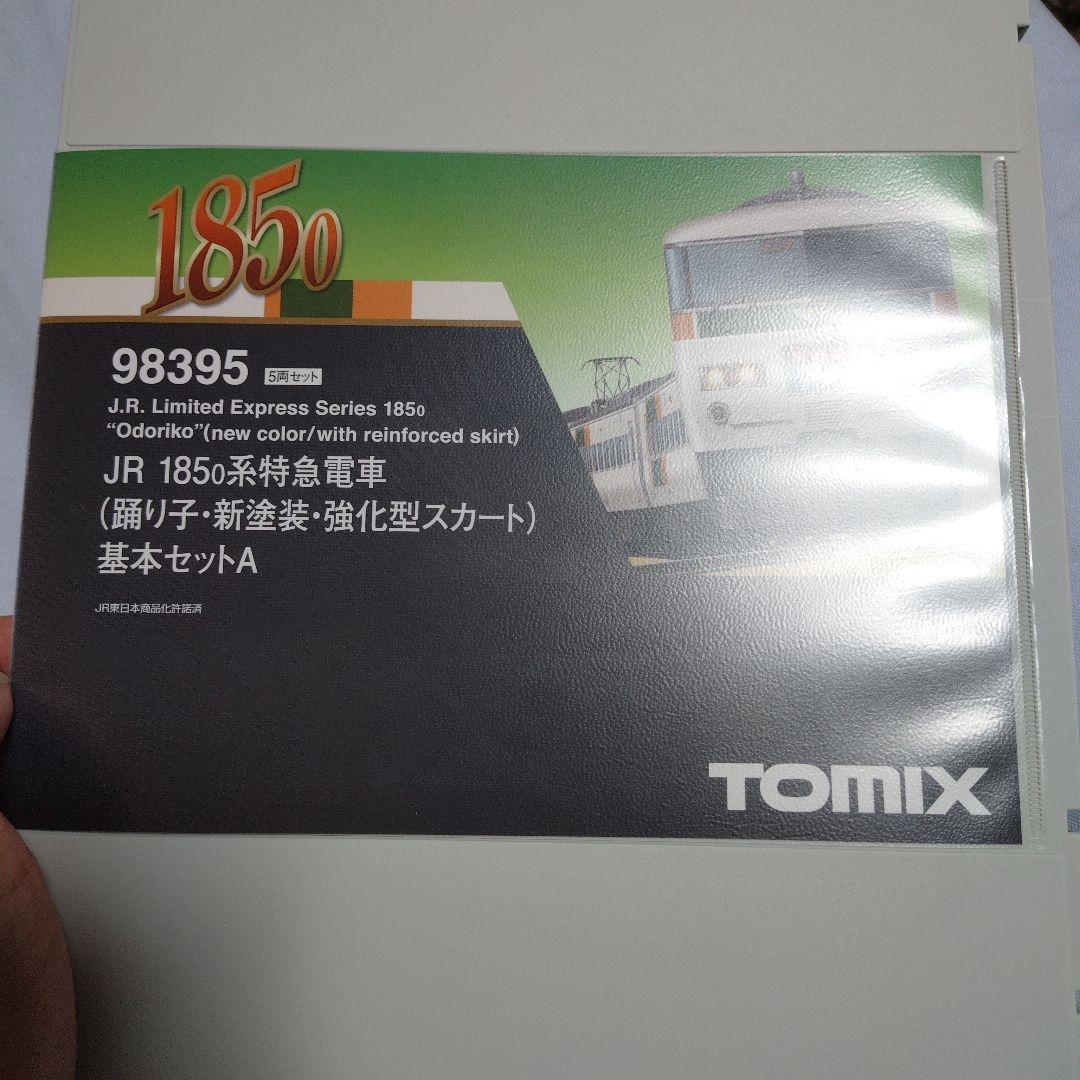 1850
98395 5両セット
J.R. Limited Express Series 1850
“Odoriko”(new color/with reinforced skirt)
JR 1850系特急電車
(踊り子・新塗装・強化型スカート)
基本セットA
JR東日本商品化許諾済
TOMIX